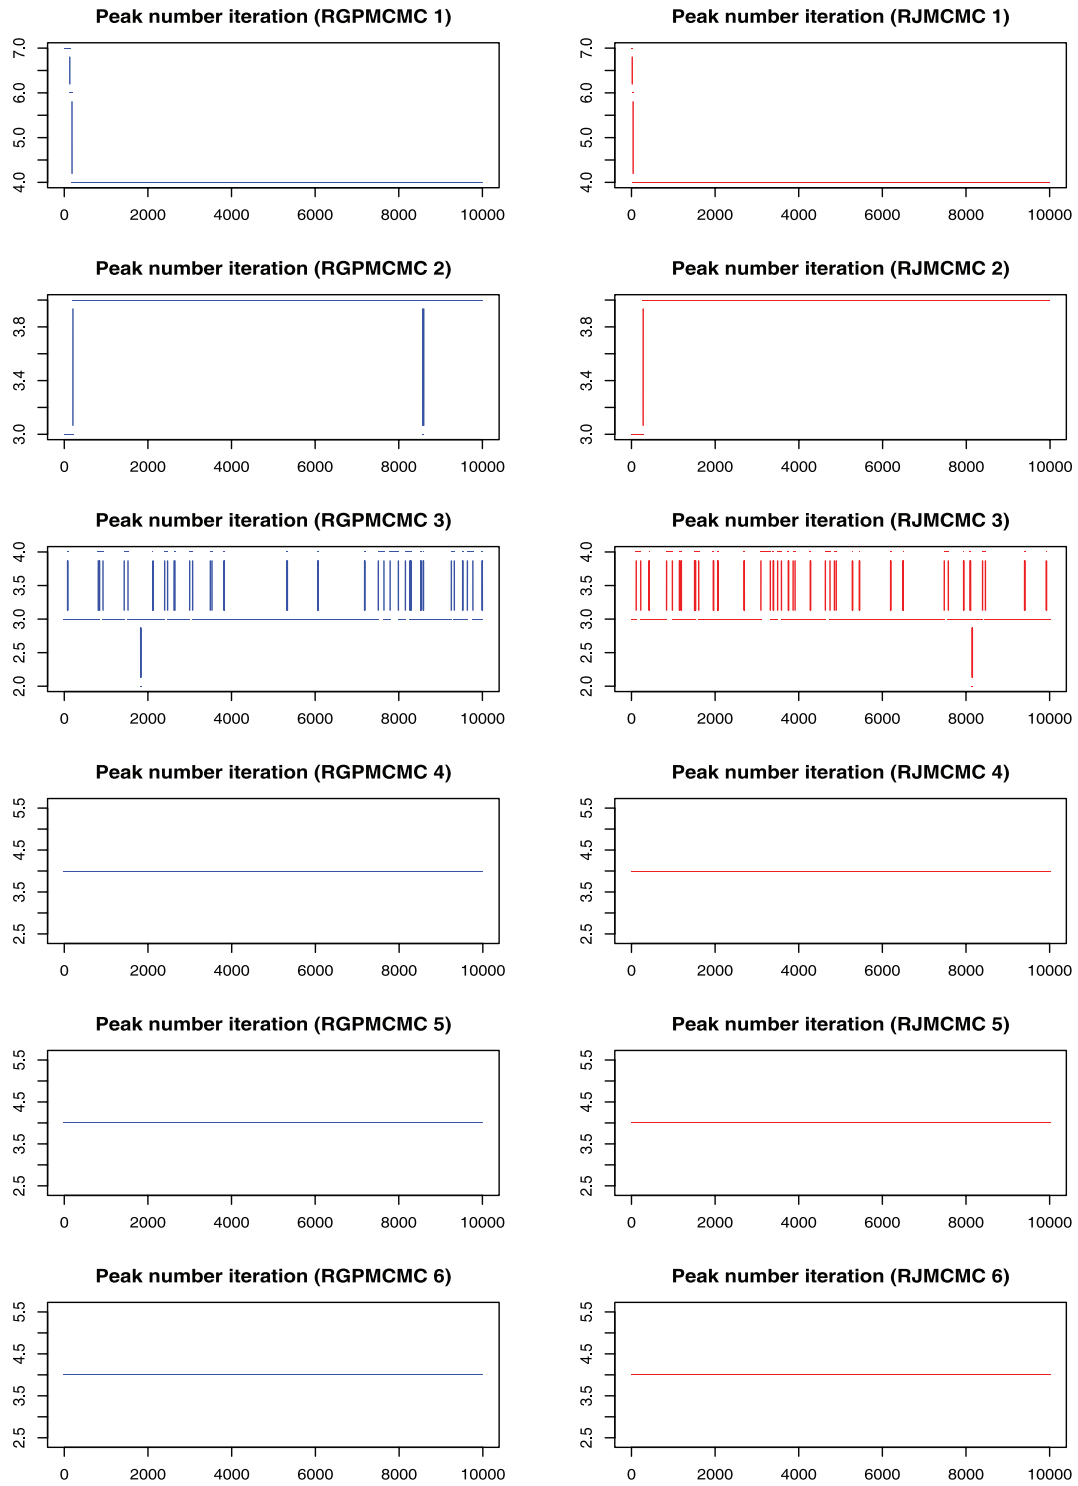 Peak number iteration (RGPMCMC 1)
7.0
6.0
5.0
4.0
0 2000 4000 6000 8000 10000
Peak number iteration (RJMCMC 1)
7.0
6.0
5.0
4.0
0 2000 4000 6000 8000 10000
Peak number iteration (RGPMCMC 2)
3.8
3.4
3.0
0 2000 4000 6000 8000 10000
Peak number iteration (RJMCMC 2)
3.8
3.4
3.0
0 2000 4000 6000 8000 10000
Peak number iteration (RGPMCMC 3)
4.0
3.5
3.0
2.5
2.0
0 2000 4000 6000 8000 10000
Peak number iteration (RJMCMC 3)
4.0
3.5
3.0
2.5
2.0
0 2000 4000 6000 8000 10000
Peak number iteration (RGPMCMC 4)
5.5
4.5
3.5
2.5
0 2000 4000 6000 8000 10000
Peak number iteration (RJMCMC 4)
5.5
4.5
3.5
2.5
0 2000 4000 6000 8000 10000
Peak number iteration (RGPMCMC 5)
5.5
4.5
3.5
2.5
0 2000 4000 6000 8000 10000
Peak number iteration (RJMCMC 5)
5.5
4.5
3.5
2.5
0 2000 4000 6000 8000 10000
Peak number iteration (RGPMCMC 6)
5.5
4.5
3.5
2.5
0 2000 4000 6000 8000 10000
Peak number iteration (RJMCMC 6)
5.5
4.5
3.5
2.5
0 2000 4000 6000 8000 10000